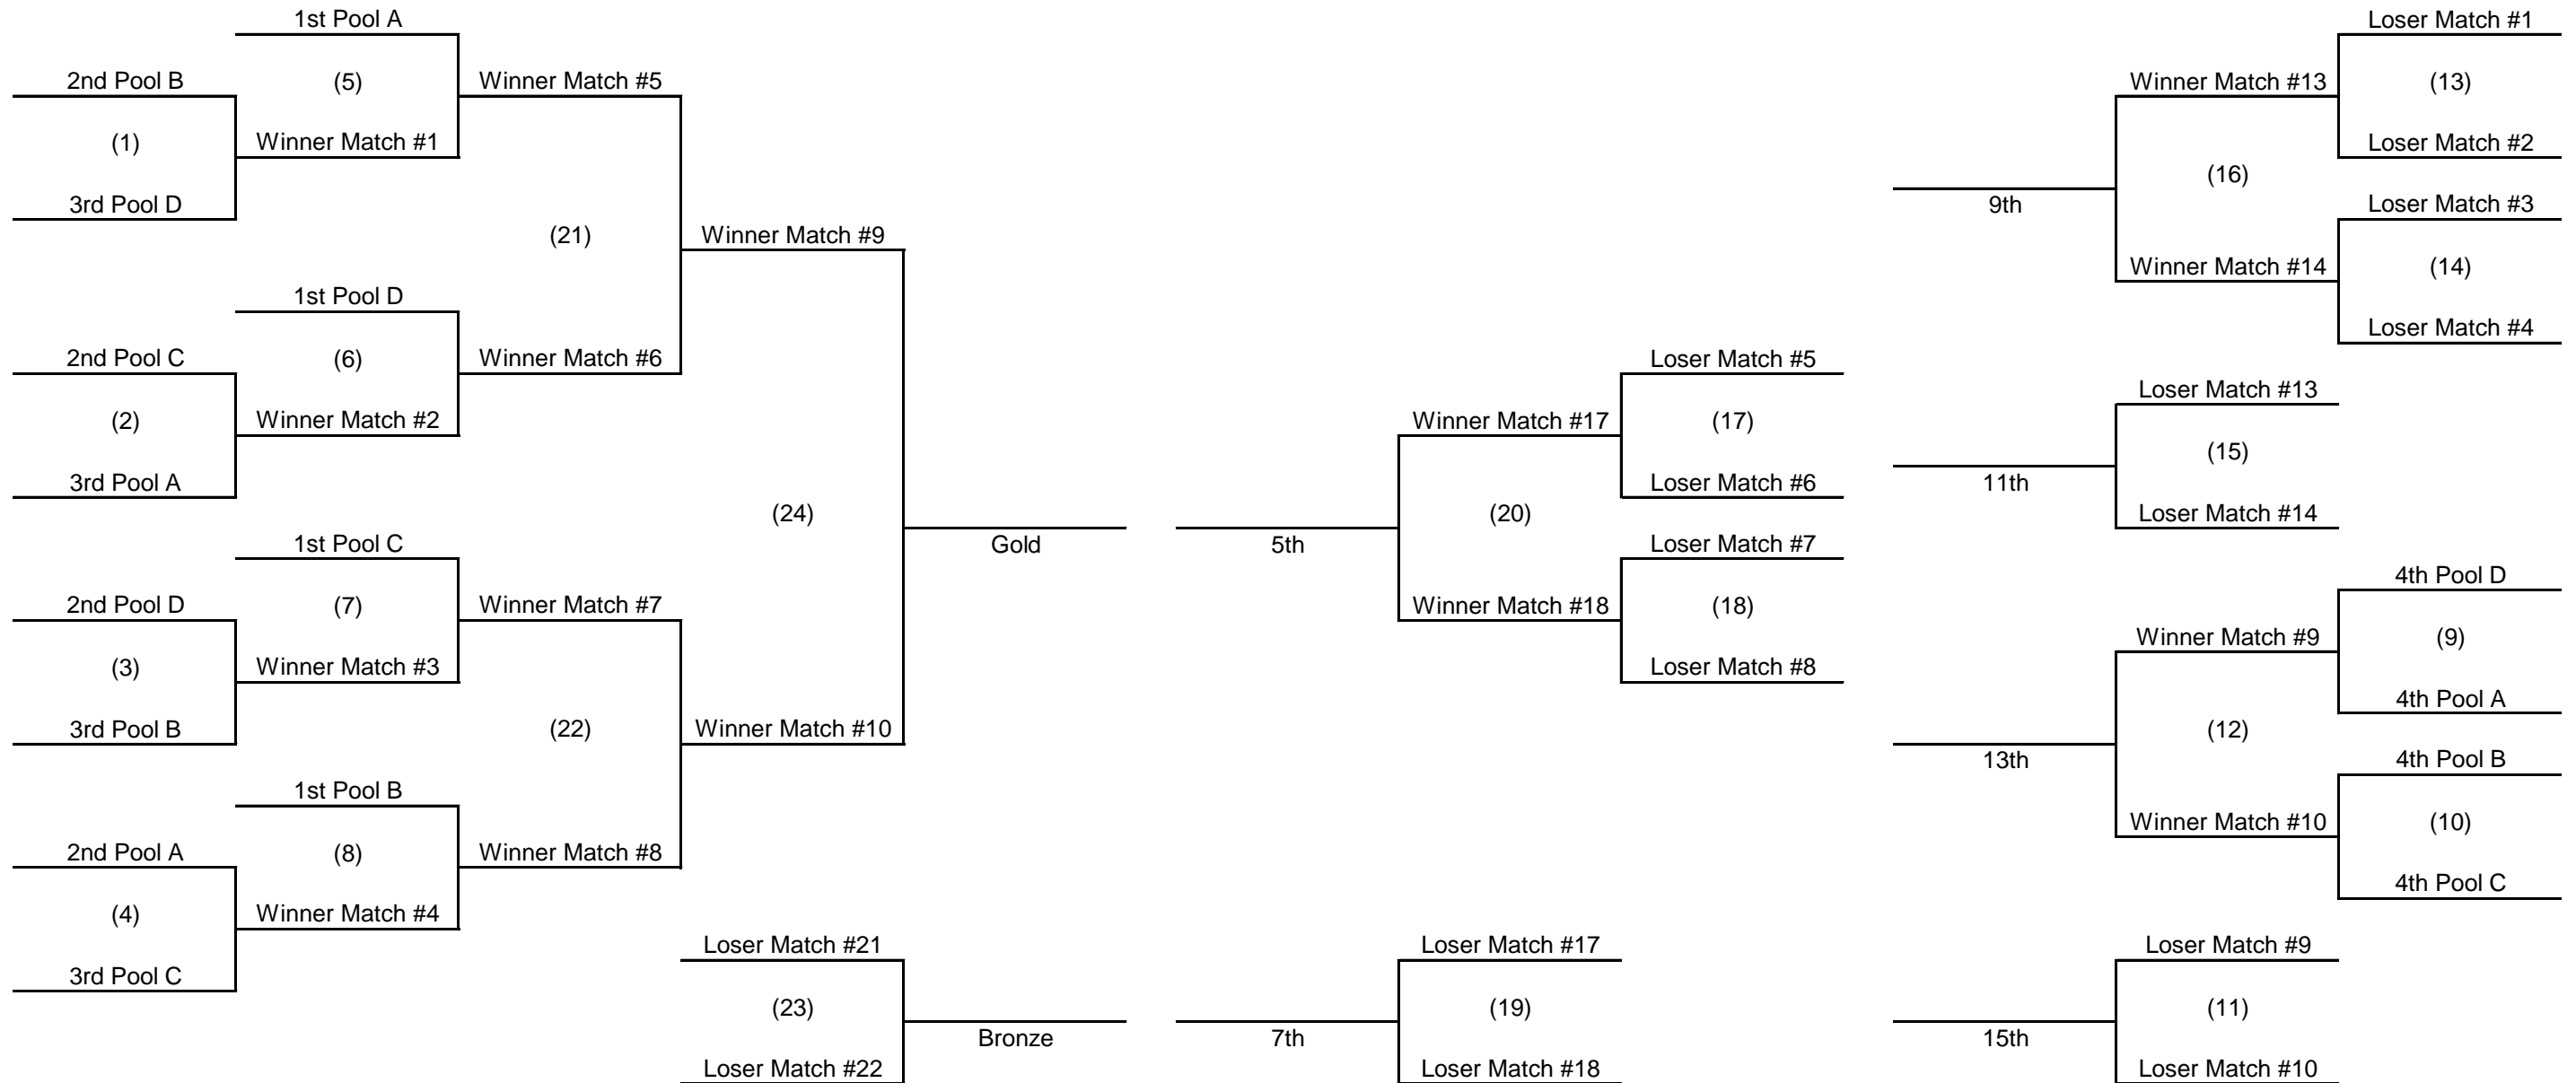 1st Pool A
2nd Pool B
(5)
Winner Match #5
(1)
Winner Match #1
3rd Pool D
(21)
Winner Match #9
1st Pool D
2nd Pool C
(6)
Winner Match #6
(2)
Winner Match #2
3rd Pool A
(24)
Gold
1st Pool C
2nd Pool D
(7)
Winner Match #7
(3)
Winner Match #3
3rd Pool B
(22)
Winner Match #10
1st Pool B
2nd Pool A
(8)
Winner Match #8
(4)
Winner Match #4
3rd Pool C
Loser Match #21
(23)
Bronze
Loser Match #22
Loser Match #5
Winner Match #17
(17)
Loser Match #6
(20)
5th
Loser Match #7
Winner Match #18
(18)
Loser Match #8
Loser Match #17
(19)
7th
Loser Match #18
Loser Match #1
Winner Match #13
(13)
Loser Match #2
(16)
9th
Loser Match #3
Winner Match #14
(14)
Loser Match #4
Loser Match #13
(15)
11th
Loser Match #14
4th Pool D
Winner Match #9
(9)
4th Pool A
(12)
13th
4th Pool B
Winner Match #10
(10)
4th Pool C
Loser Match #9
(11)
15th
Loser Match #10